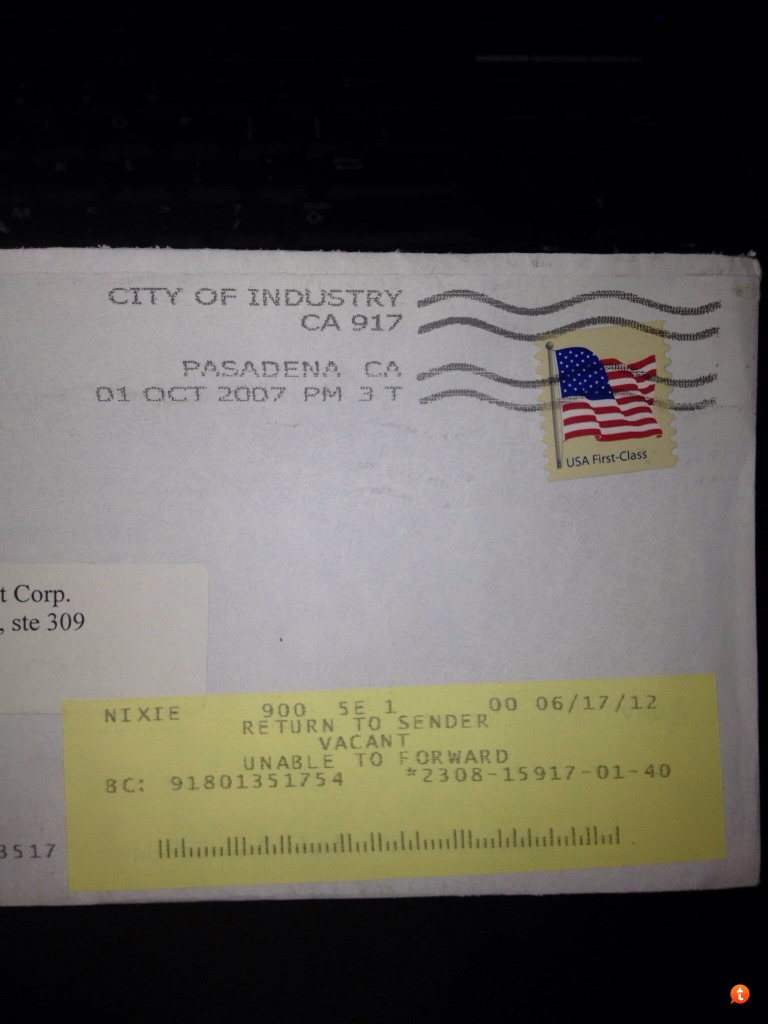 CITY OF INDUSTRY
CA 917
PASADENA CA
01 OCT 2007 PM 3 T
USA First-Class
t Corp.
, ste 309
NIXIE 900 5E 1 00 06/17/12
RETURN TO SENDER
VACANT
UNABLE TO FORWARD
BC: 91801351754 *2308-15917-01-40
3517